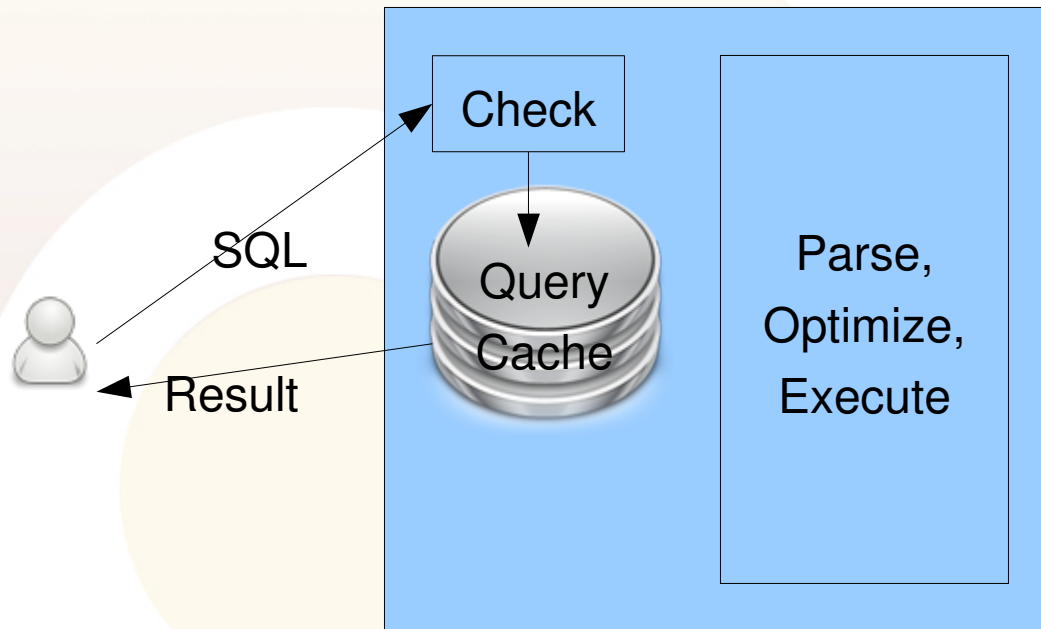 Check
SQL
Query
Cache
Result
Parse,
Optimize,
Execute